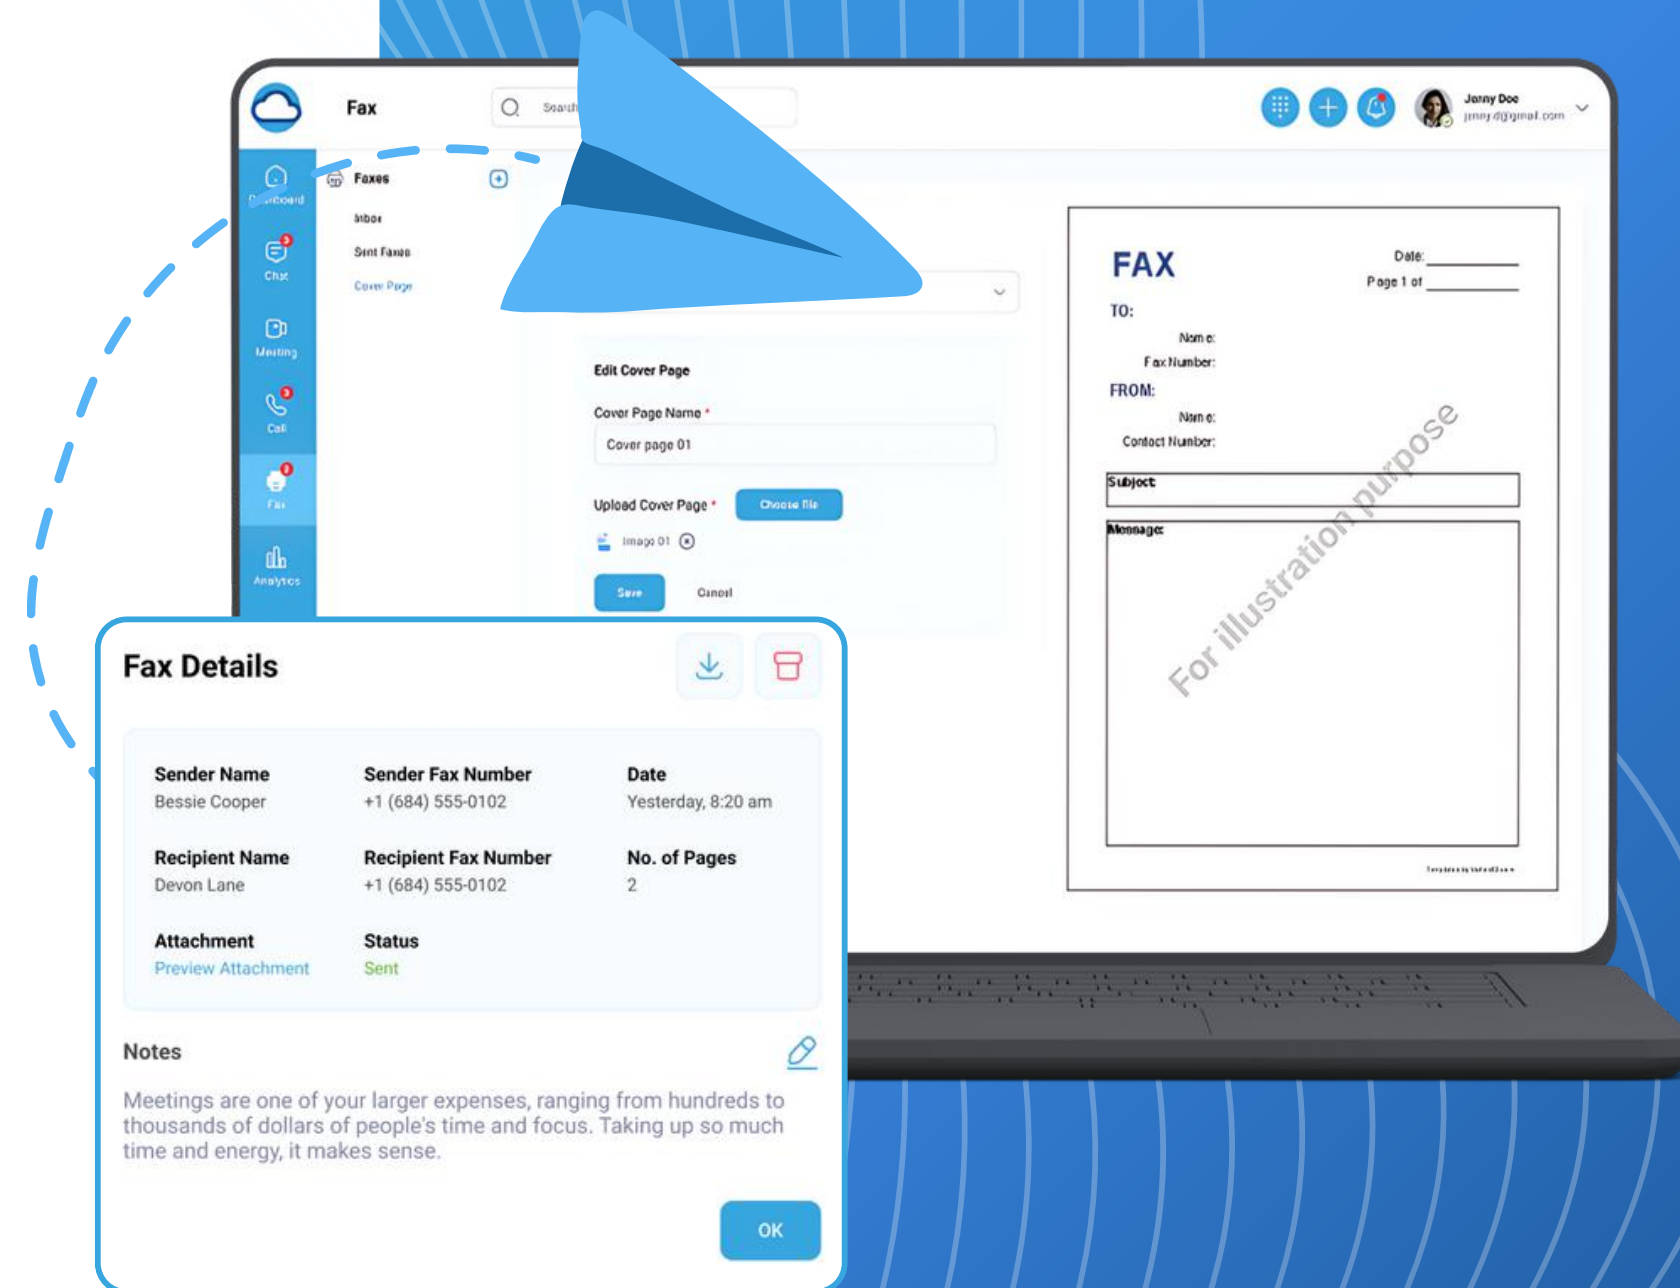 Fax
Jenny Doe
Faxes
Inbox
Sent Faxes
Cover Page
Chat
Meeting
Call
Fax
Analytics
Edit Cover Page
Cover Page Name *
Cover page 01
Upload Cover Page * Choose file
Image 01
Save Cancel
FAX
Date:
Page 1 of
TO:
Name:
Fax Number:
FROM:
Name:
Contact Number:
Subject:
Message:
For illustration purpose
Fax Details
Sender Name Sender Fax Number Date
Bessie Cooper +1 (684) 555-0102 Yesterday, 8:20 am
Recipient Name Recipient Fax Number No. of Pages
Devon Lane +1 (684) 555-0102 2
Attachment Status
Preview Attachment Sent
Notes
Meetings are one of your larger expenses, ranging from hundreds to
thousands of dollars of people's time and focus. Taking up so much
time and energy, it makes sense.
OK